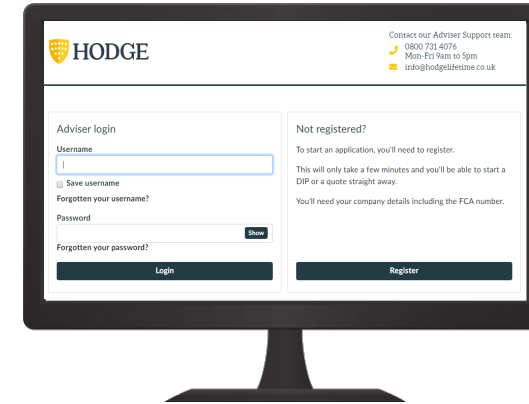 HODGE
Contact our Adviser Support team:
0800 731 4076
Mon-Fri 9am to 5pm
info@hodgelifetime.co.uk
Adviser login
Username
Save username
Forgotten your username?
Password
Show
Forgotten your password?
Login
Not registered?
To start an application, you'll need to register.
This will only take a few minutes and you'll be able to start a
DIP or a quote straight away.
You'll need your company details including the FCA number.
Register